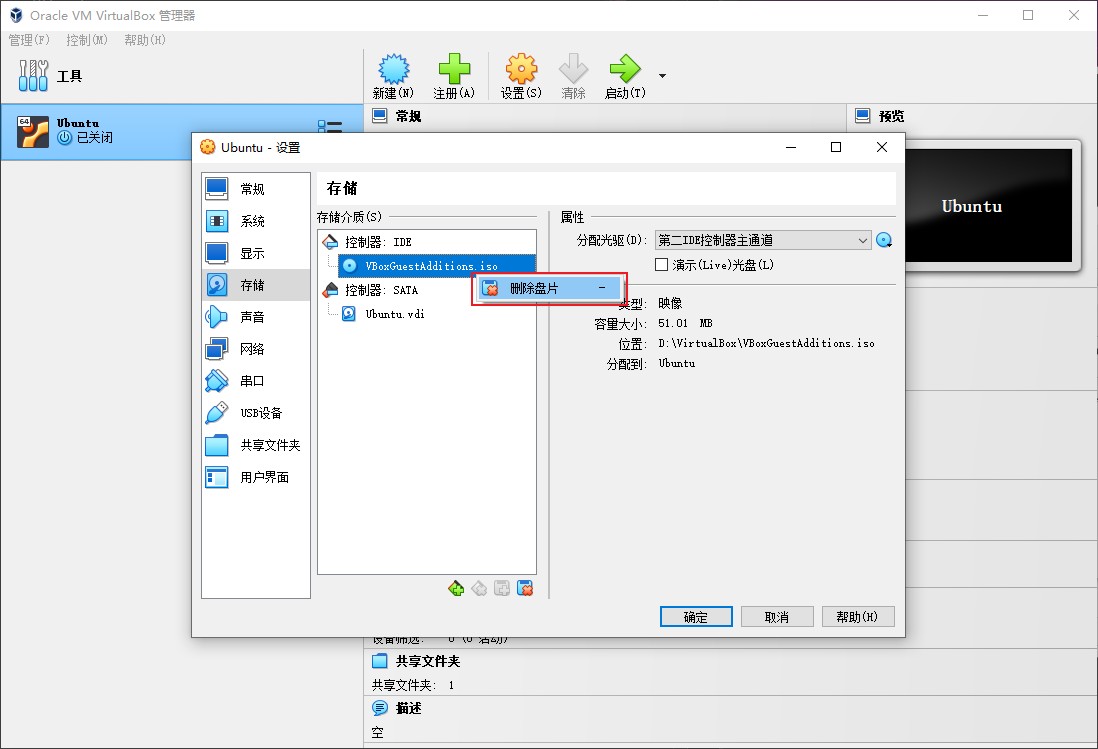 Oracle VM VirtualBox 管理器
管理(F) 控制(M) 帮助(H)
工具
新建(N) 注册(A) 设置(S) 清除 启动(T)
64
Ubuntu
已关闭
常规
预览
Ubuntu
Ubuntu - 设置
常规
系统
显示
存储
声音
网络
串口
USB设备
共享文件夹
用户界面
存储
存储介质(S)
控制器: IDE
VBoxGuestAdditions.iso
控制器: SATA
Ubuntu.vdi
删除盘片 -
属性
分配光驱(D): 第二IDE控制器主通道
演示(Live)光盘(L)
类型: 映像
容量大小: 51.01 MB
位置: D:\VirtualBox\VBoxGuestAdditions.iso
分配到: Ubuntu
确定 取消 帮助(H)
设备筛选: 0 (0 活动)
共享文件夹
共享文件夹: 1
描述
空